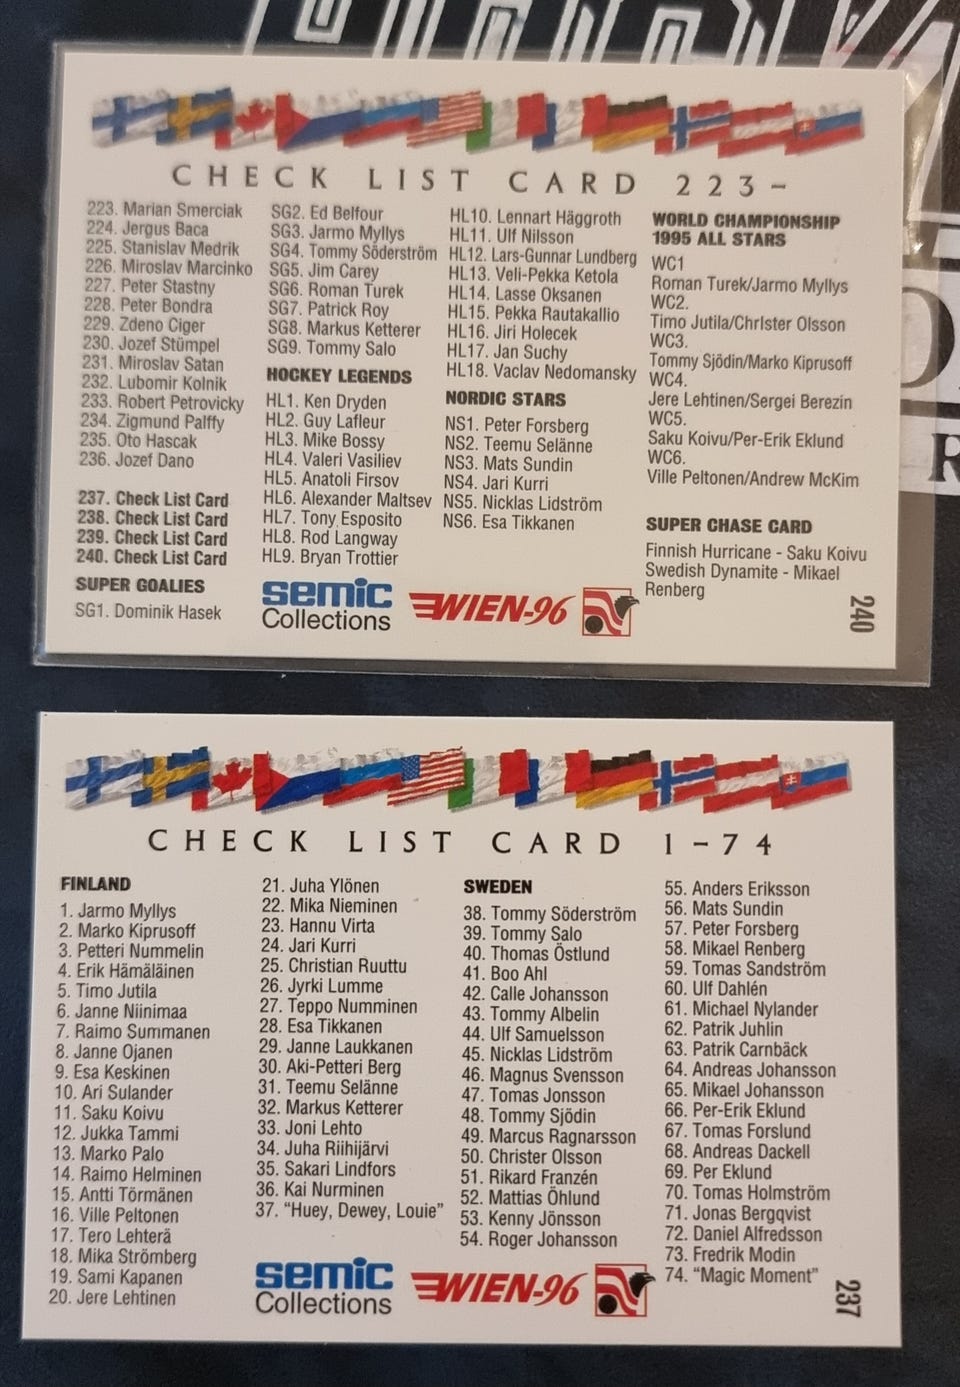 CHECK LIST CARD 223-
223. Marian Smerciak
224. Jergus Baca
225. Stanislav Medrik
226. Miroslav Marcinko
227. Peter Stastny
228. Peter Bondra
229. Zdeno Ciger
230. Jozef Stümpel
231. Miroslav Satan
232. Lubomir Kolnik
233. Robert Petrovicky
234. Zigmund Palffy
235. Oto Hascak
236. Jozef Dano
237. Check List Card
238. Check List Card
239. Check List Card
240. Check List Card
SUPER GOALIES
SG1. Dominik Hasek
SG2. Ed Belfour
SG3. Jarmo Myllys
SG4. Tommy Söderström
SG5. Jim Carey
SG6. Roman Turek
SG7. Patrick Roy
SG8. Markus Ketterer
SG9. Tommy Salo
HOCKEY LEGENDS
HL1. Ken Dryden
HL2. Guy Lafleur
HL3. Mike Bossy
HL4. Valeri Vasiliev
HL5. Anatoli Firsov
HL6. Alexander Maltsev
HL7. Tony Esposito
HL8. Rod Langway
HL9. Bryan Trottier
HL10. Lennart Häggroth
HL11. Ulf Nilsson
HL12. Lars-Gunnar Lundberg
HL13. Veli-Pekka Ketola
HL14. Lasse Oksanen
HL15. Pekka Rautakallio
HL16. Jiri Holecek
HL17. Jan Suchy
HL18. Vaclav Nedomansky
NORDIC STARS
NS1. Peter Forsberg
NS2. Teemu Selänne
NS3. Mats Sundin
NS4. Jari Kurri
NS5. Nicklas Lidström
NS6. Esa Tikkanen
WORLD CHAMPIONSHIP
1995 ALL STARS
WC1
Roman Turek/Jarmo Myllys
WC2.
Timo Jutila/ChrIster Olsson
WC3.
Tommy Sjödin/Marko Kiprusoff
WC4.
Jere Lehtinen/Sergei Berezin
WC5.
Saku Koivu/Per-Erik Eklund
WC6.
Ville Peltonen/Andrew McKim
SUPER CHASE CARD
Finnish Hurricane - Saku Koivu
Swedish Dynamite - Mikael
Renberg
semic
Collections
WIEN-96
240
CHECK LIST CARD 1-74
FINLAND
1. Jarmo Myllys
2. Marko Kiprusoff
3. Petteri Nummelin
4. Erik Hämäläinen
5. Timo Jutila
6. Janne Niinimaa
7. Raimo Summanen
8. Janne Ojanen
9. Esa Keskinen
10. Ari Sulander
11. Saku Koivu
12. Jukka Tammi
13. Marko Palo
14. Raimo Helminen
15. Antti Törmänen
16. Ville Peltonen
17. Tero Lehterä
18. Mika Strömberg
19. Sami Kapanen
20. Jere Lehtinen
21. Juha Ylönen
22. Mika Nieminen
23. Hannu Virta
24. Jari Kurri
25. Christian Ruuttu
26. Jyrki Lumme
27. Teppo Numminen
28. Esa Tikkanen
29. Janne Laukkanen
30. Aki-Petteri Berg
31. Teemu Selänne
32. Markus Ketterer
33. Joni Lehto
34. Juha Riihijärvi
35. Sakari Lindfors
36. Kai Nurminen
37. “Huey, Dewey, Louie”
SWEDEN
38. Tommy Söderström
39. Tommy Salo
40. Thomas Östlund
41. Boo Ahl
42. Calle Johansson
43. Tommy Albelin
44. Ulf Samuelsson
45. Nicklas Lidström
46. Magnus Svensson
47. Tomas Jonsson
48. Tommy Sjödin
49. Marcus Ragnarsson
50. Christer Olsson
51. Rikard Franzén
52. Mattias Öhlund
53. Kenny Jönsson
54. Roger Johansson
55. Anders Eriksson
56. Mats Sundin
57. Peter Forsberg
58. Mikael Renberg
59. Tomas Sandström
60. Ulf Dahlén
61. Michael Nylander
62. Patrik Juhlin
63. Patrik Carnbäck
64. Andreas Johansson
65. Mikael Johansson
66. Per-Erik Eklund
67. Tomas Forslund
68. Andreas Dackell
69. Per Eklund
70. Tomas Holmström
71. Jonas Bergqvist
72. Daniel Alfredsson
73. Fredrik Modin
74. “Magic Moment”
semic
Collections
WIEN-96
237